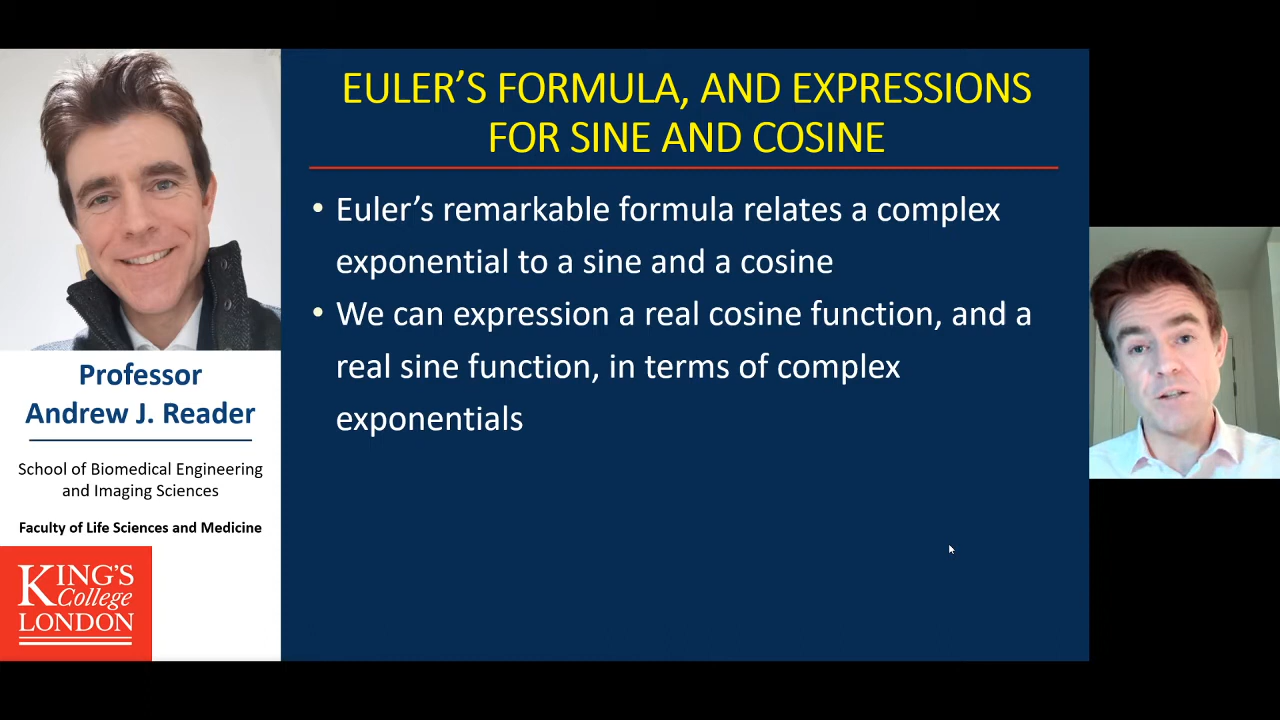 EULER’S FORMULA, AND EXPRESSIONS
FOR SINE AND COSINE
• Euler’s remarkable formula relates a complex
exponential to a sine and a cosine
• We can expression a real cosine function, and a
real sine function, in terms of complex
exponentials
Professor
Andrew J. Reader
School of Biomedical Engineering
and Imaging Sciences
Faculty of Life Sciences and Medicine
KING’S
College
LONDON